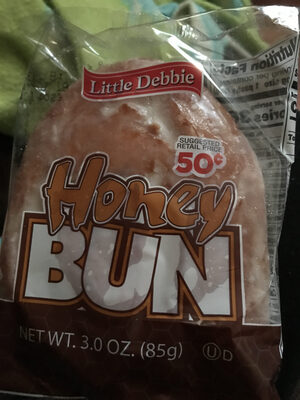 Little Debbie
SUGGESTED
RETAIL PRICE
50¢
Honey
BUN
NET WT. 3.0 OZ. (85g)
U D